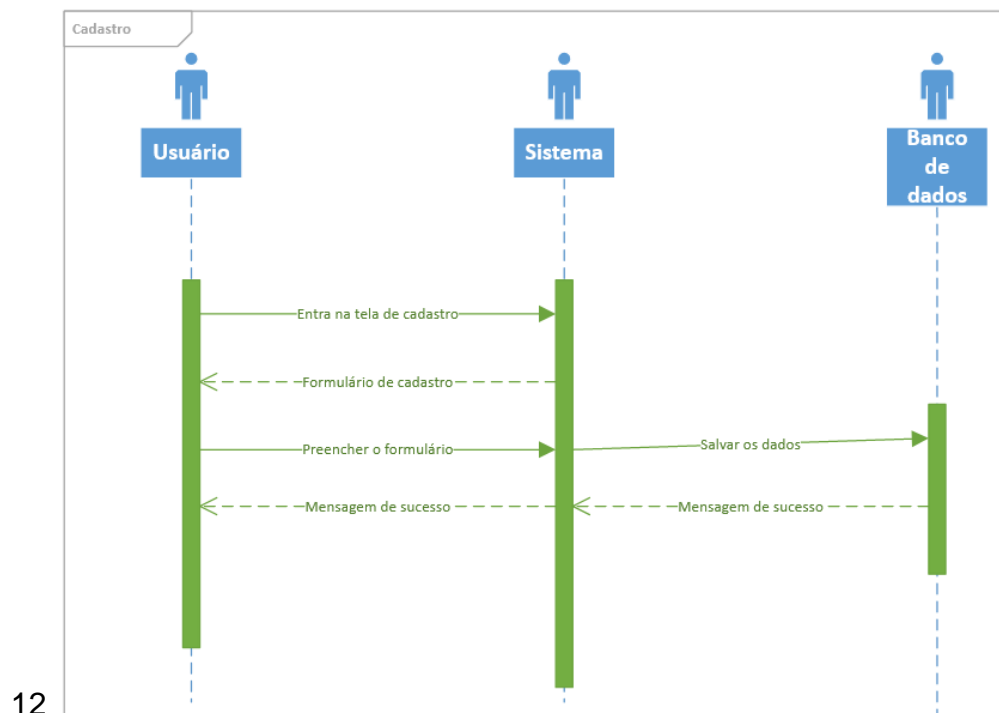 Cadastro
Usuário
Sistema
Banco
de
dados
Entra na tela de cadastro
Formulário de cadastro
Preencher o formulário
Salvar os dados
Mensagem de sucesso
Mensagem de sucesso
12